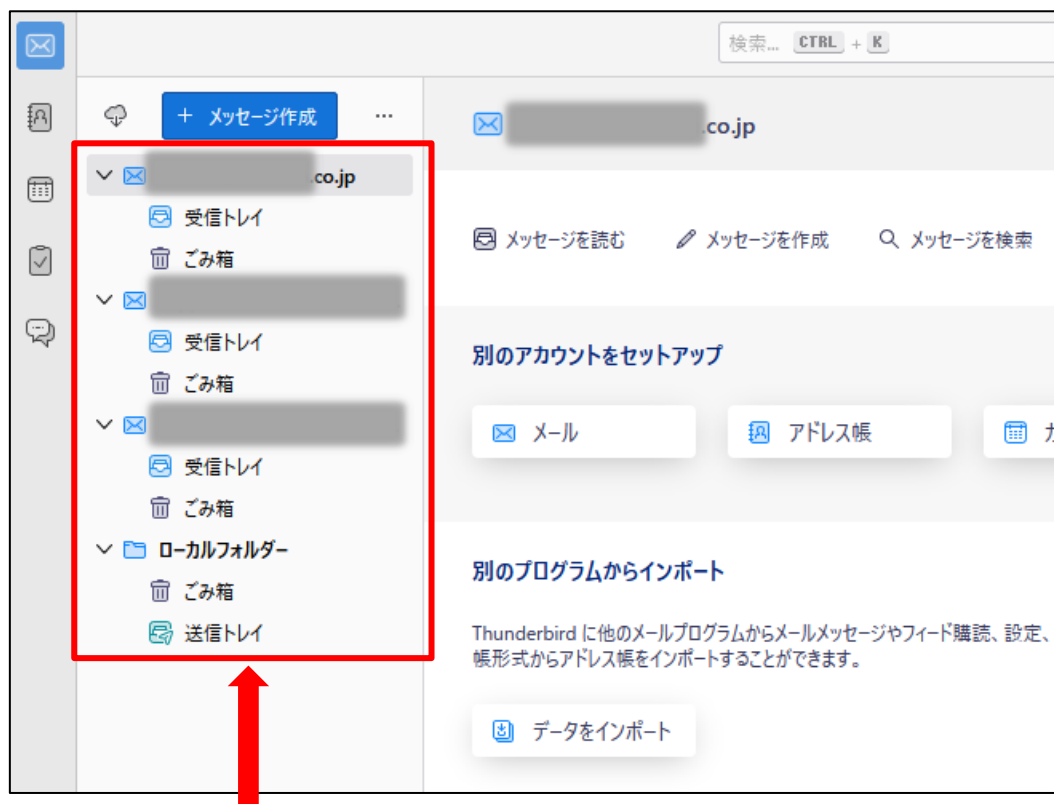 検索... CTRL + K
+ メッセージ作成 ...
.co.jp
co.jp
受信トレイ
ごみ箱
受信トレイ
ごみ箱
受信トレイ
ごみ箱
ローカルフォルダー
ごみ箱
送信トレイ
メッセージを読む メッセージを作成 メッセージを検索
別のアカウントをセットアップ
メール アドレス帳 カ
別のプログラムからインポート
Thunderbird に他のメールプログラムからメールメッセージやフィード購読、設定、
帳形式からアドレス帳をインポートすることができます。
データをインポート